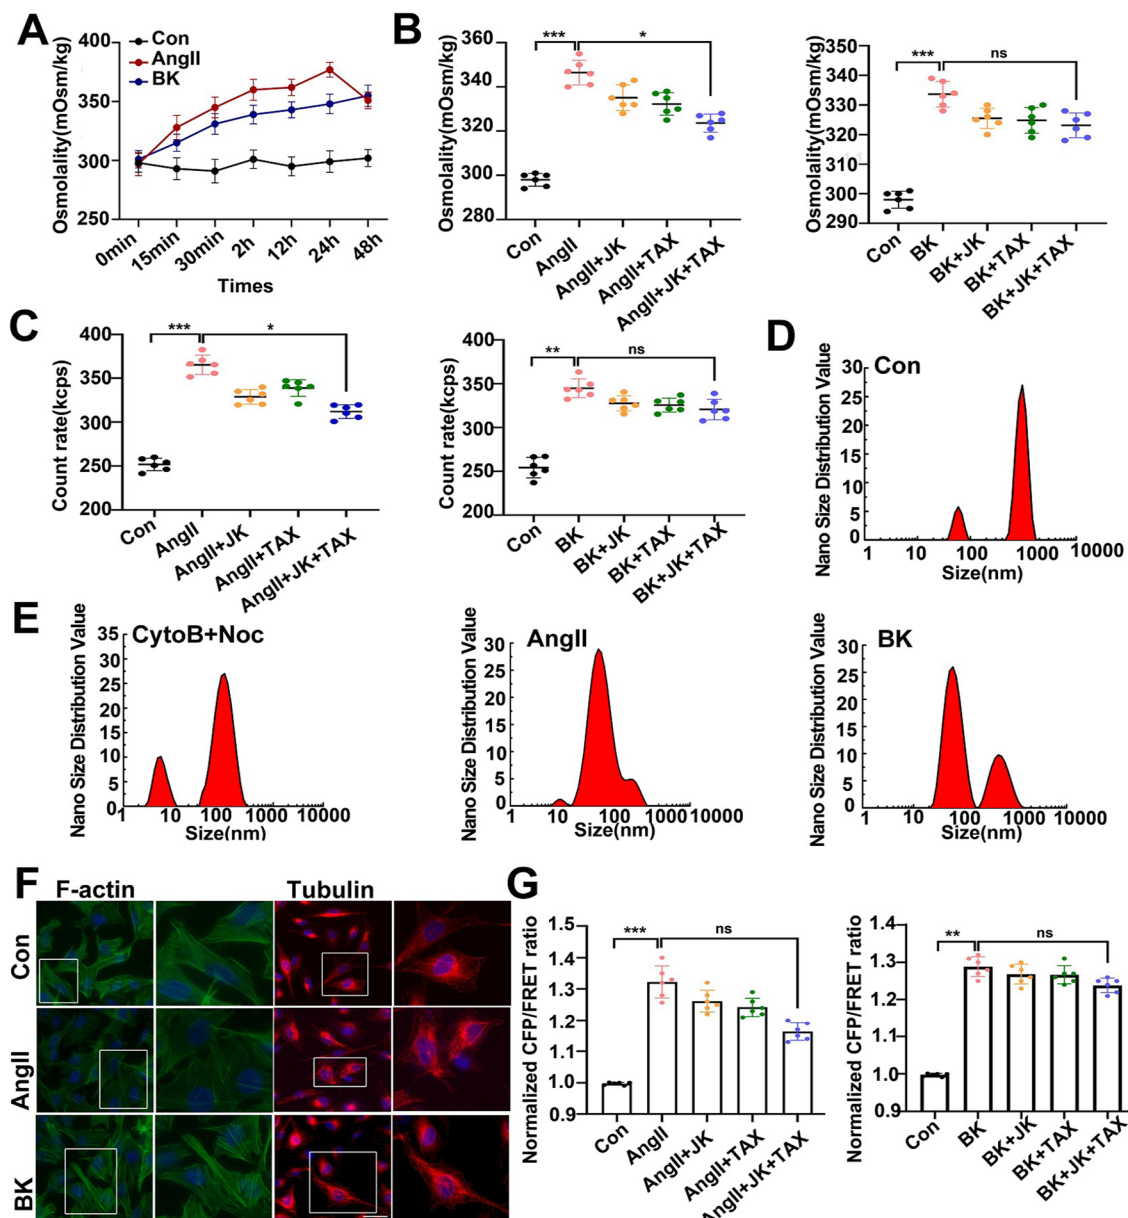 A
Osmolality(mOsm/kg)
400
350
300
250
Con
AngII
BK
0min
15min
30min
2h
12h
24h
48h
Times
B
Osmolality(mOsm/kg)
360
340
320
300
280
***
*
Con
AngII
AngII+JK
AngII+TAX
AngII+JK+TAX
Osmolality(mOsm/kg)
350
340
330
320
310
300
290
***
ns
Con
BK
BK+JK
BK+TAX
BK+JK+TAX
C
Count rate(kcps)
400
350
300
250
200
***
*
Con
AngII
AngII+JK
AngII+TAX
AngII+JK+TAX
Count rate(kcps)
400
350
300
250
200
**
ns
Con
BK
BK+JK
BK+TAX
BK+JK+TAX
D
Con
Nano Size Distribution Value
30
25
20
15
10
5
0
1
10
100
1000
10000
Size(nm)
E
CytoB+Noc
Nano Size Distribution Value
35
30
25
20
15
10
5
0
1
10
100
1000
10000
Size(nm)
AngII
Nano Size Distribution Value
30
25
20
15
10
5
0
1
10
100
1000
10000
Size(nm)
BK
Nano Size Distribution Value
30
25
20
15
10
5
0
1
10
100
1000
10000
Size(nm)
F
F-actin
Tubulin
Con
AngII
BK
G
Normalized CFP/FRET ratio
1.5
1.4
1.3
1.2
1.1
1.0
0.9
***
ns
Con
AngII
AngII+JK
AngII+TAX
AngII+JK+TAX
Normalized CFP/FRET ratio
1.4
1.3
1.2
1.1
1.0
0.9
**
ns
Con
BK
BK+JK
BK+TAX
BK+JK+TAX